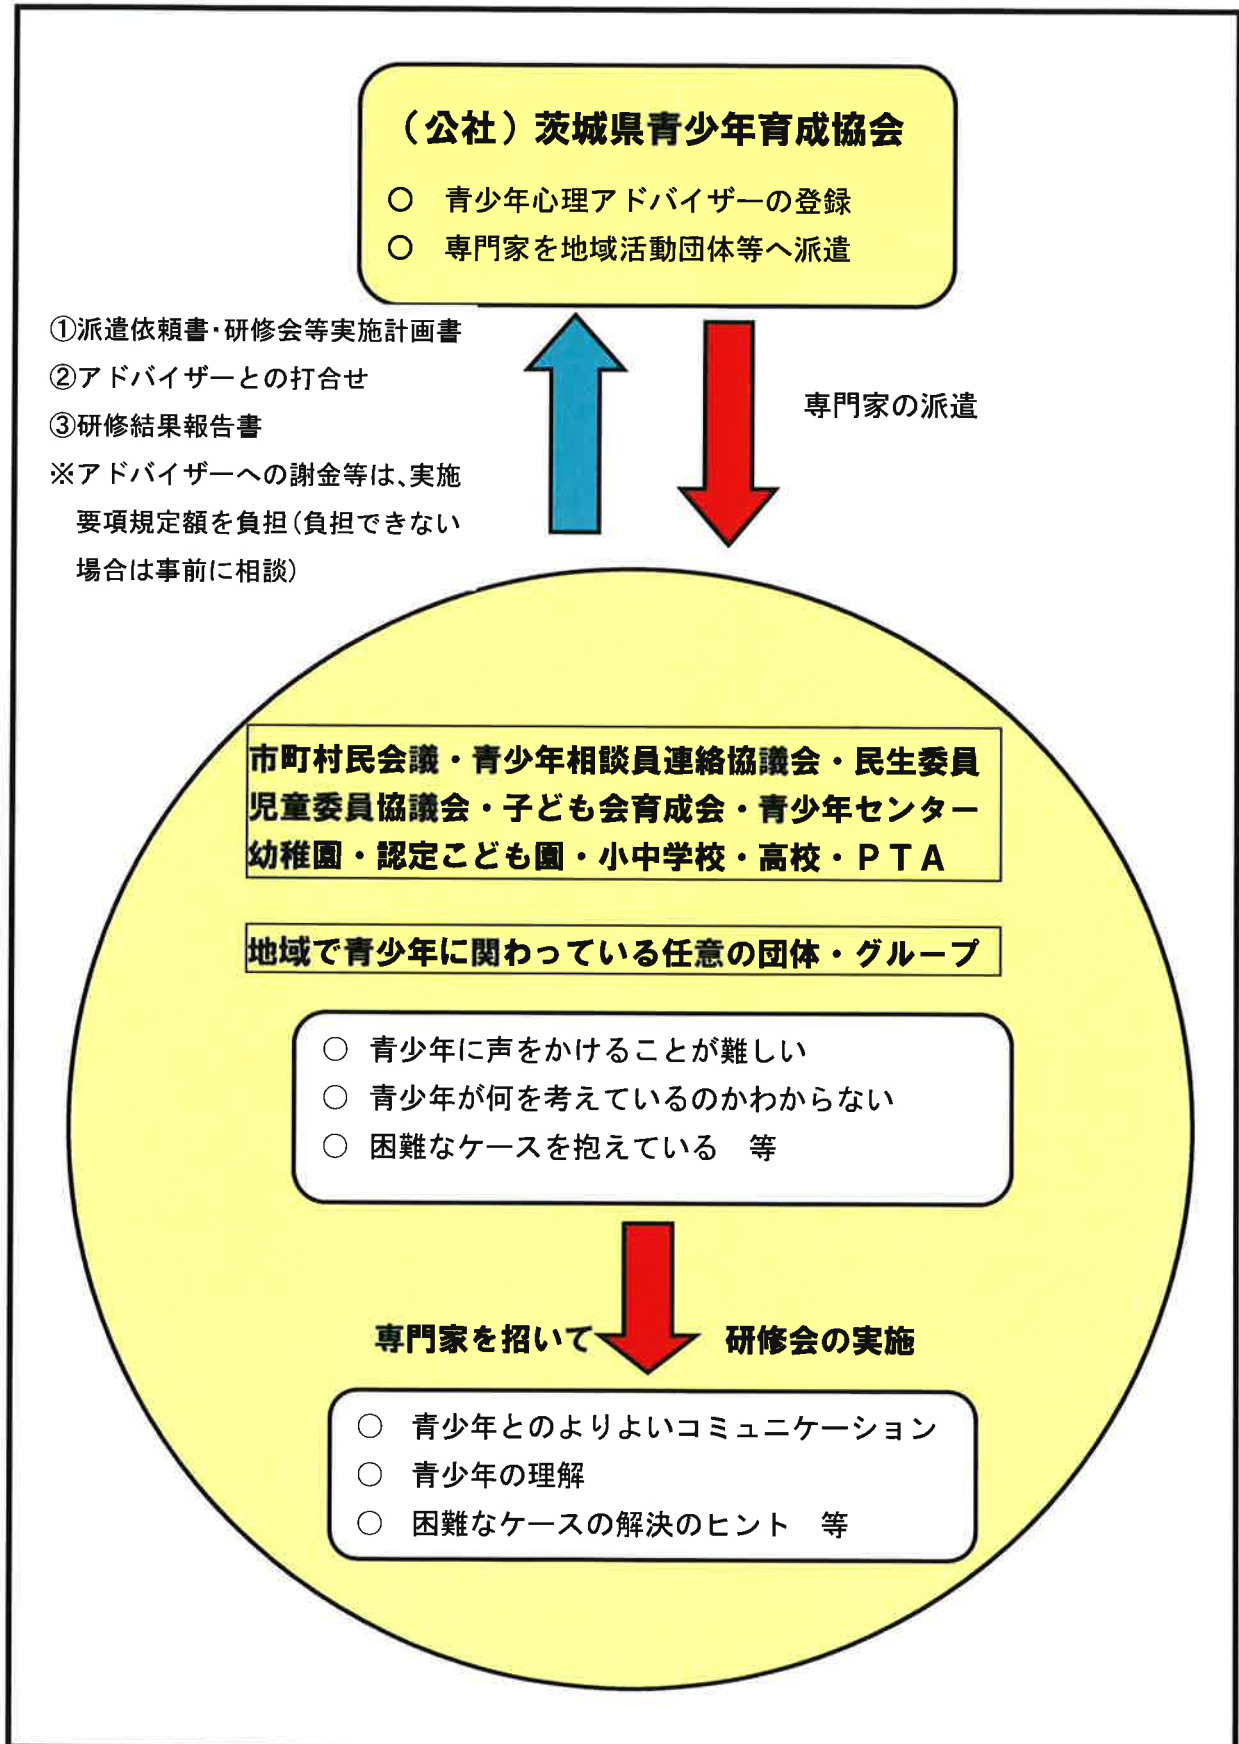 （公社）茨城県青少年育成協会
○　青少年心理アドバイザーの登録
○　専門家を地域活動団体等へ派遣
①派遣依頼書・研修会等実施計画書
②アドバイザーとの打合せ
③研修結果報告書
※アドバイザーへの謝金等は、実施
要項規定額を負担（負担できない
場合は事前に相談）
専門家の派遣
市町村民会議・青少年相談員連絡協議会・民生委員
児童委員協議会・子ども会育成会・青少年センター
幼稚園・認定こども園・小中学校・高校・ＰＴＡ
地域で青少年に関わっている任意の団体・グループ
○ 青少年に声をかけることが難しい
○ 青少年が何を考えているのかわからない
○ 困難なケースを抱えている　等
専門家を招いて　研修会の実施
○　青少年とのよりよいコミュニケーション
○　青少年の理解
○　困難なケースの解決のヒント　等